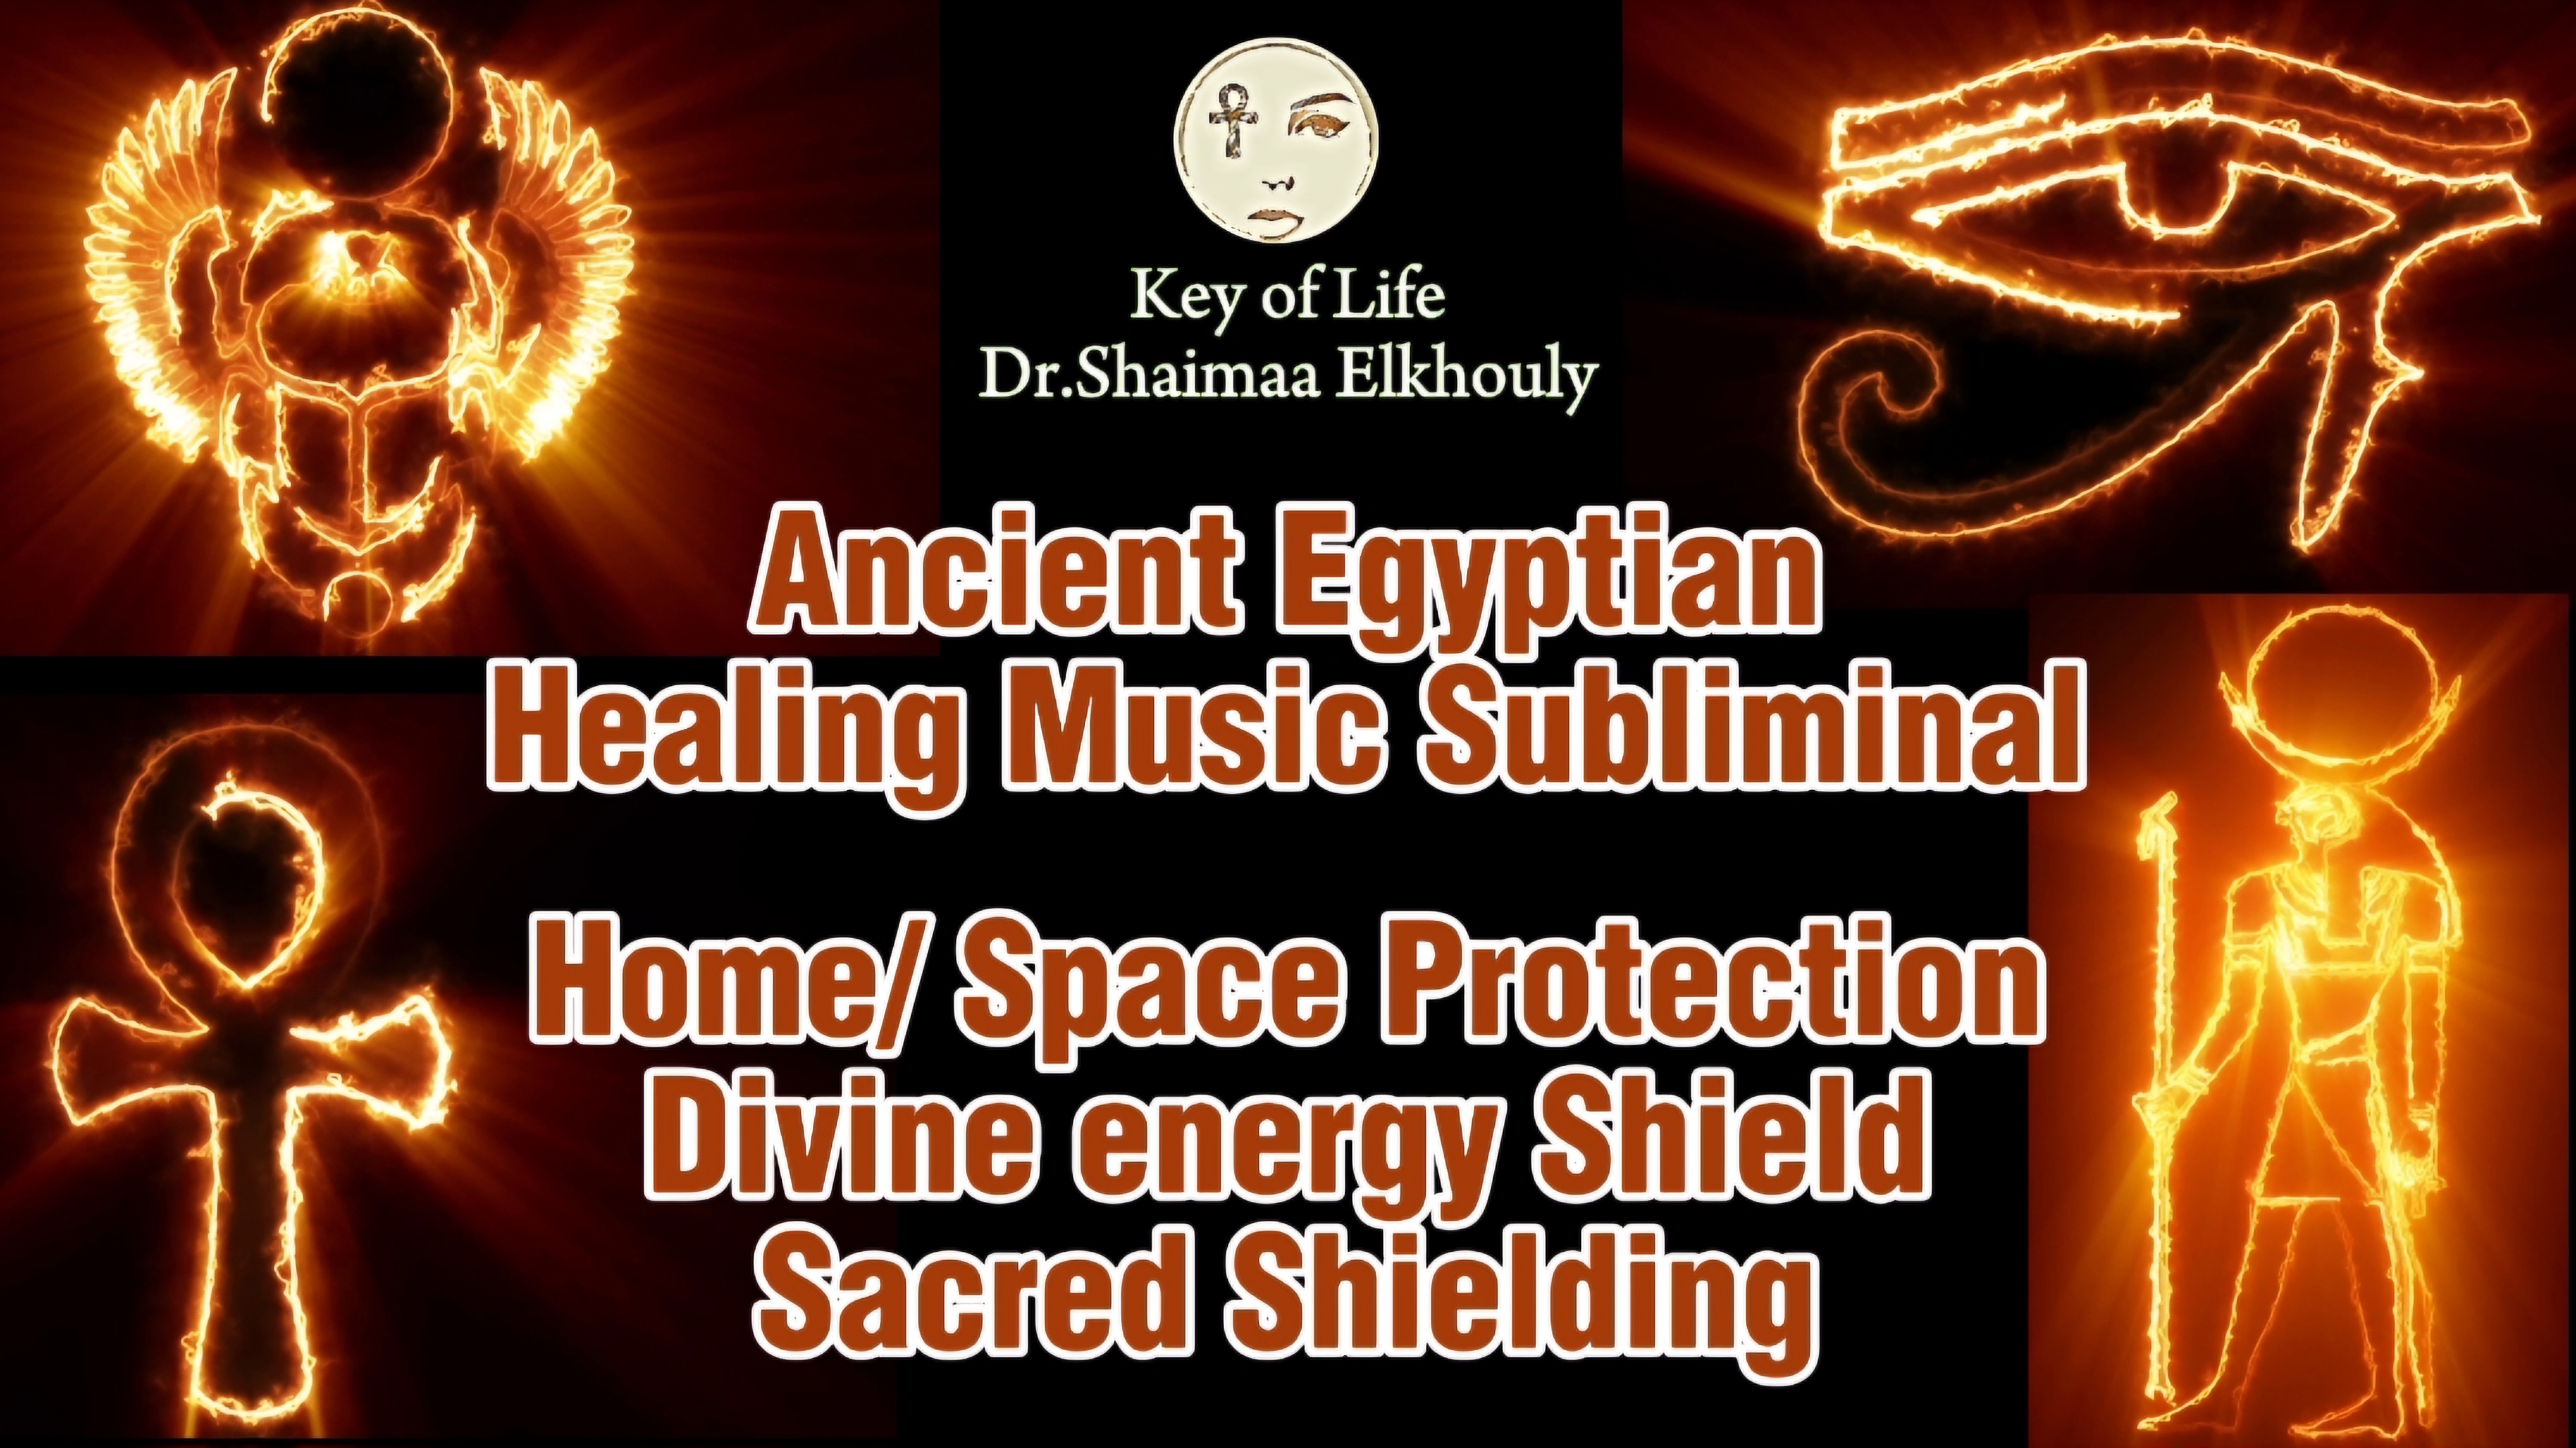 Key of Life
Dr.Shaimaa Elkhouly
Ancient Egyptian
Healing Music Subliminal
Home/ Space Protection
Divine energy Shield
Sacred Shielding